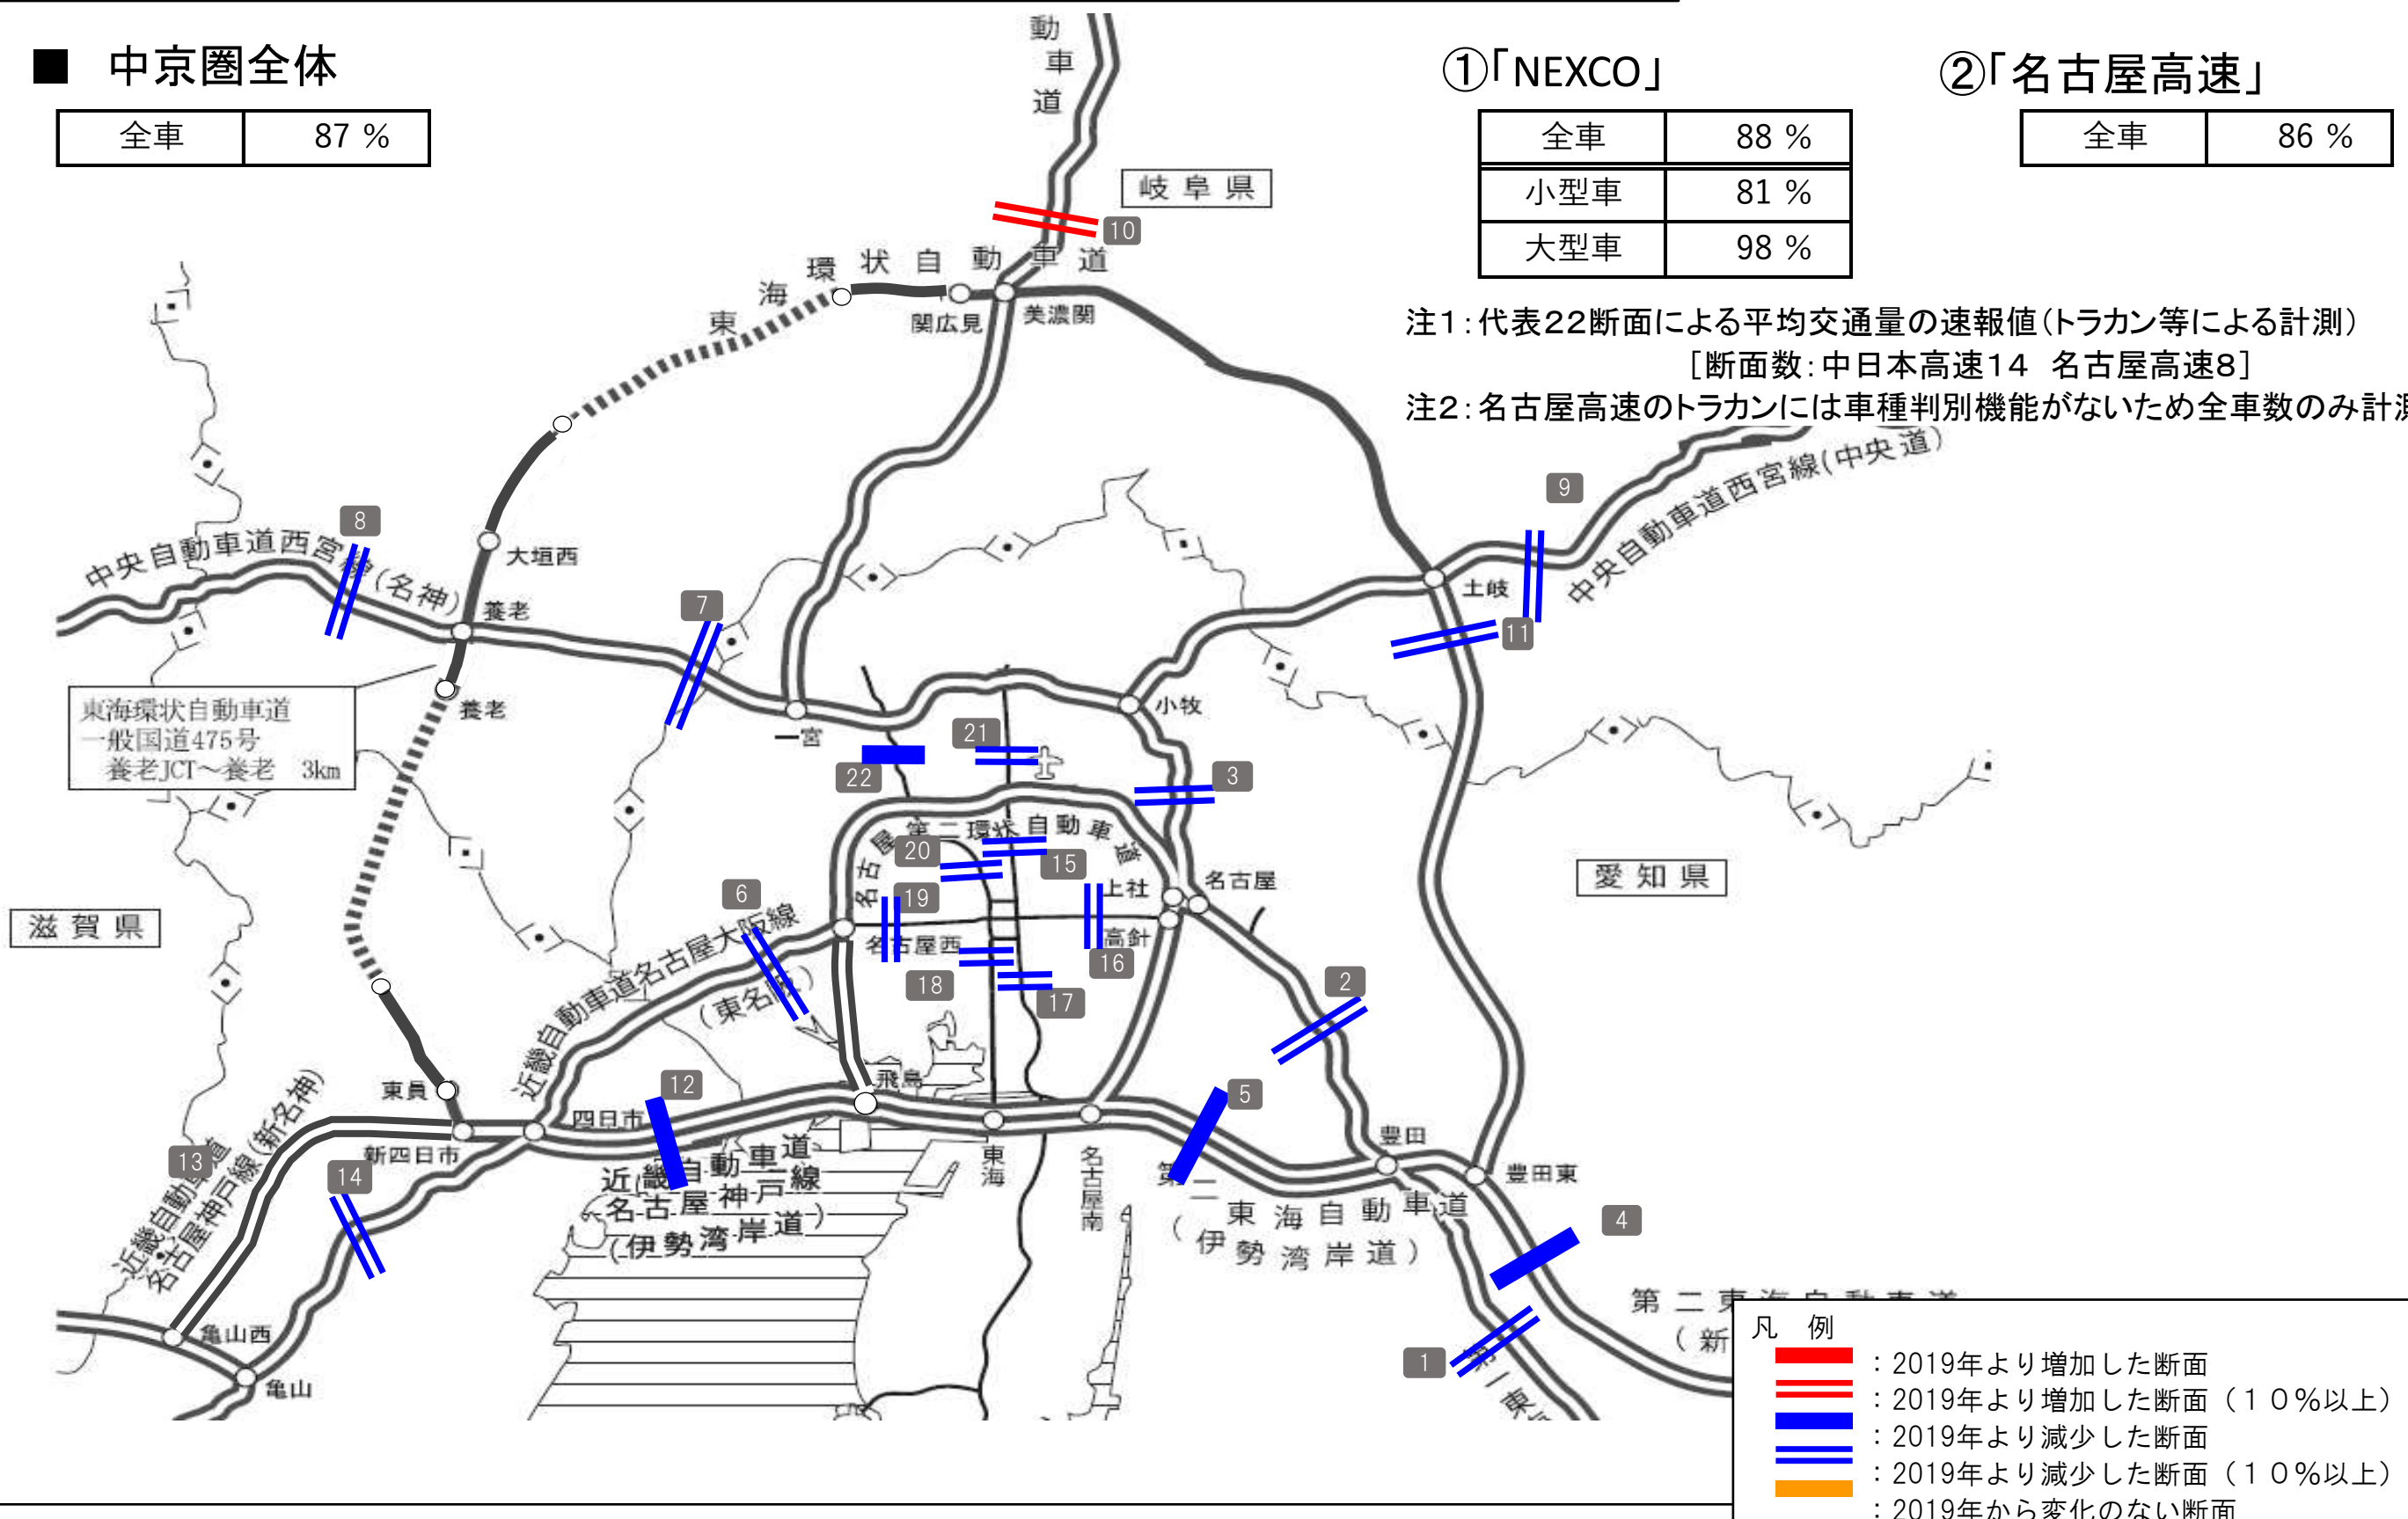 ■ 中京圏全体
全車 87 %
①「NEXCO」
全車 88 %
小型車 81 %
大型車 98 %
②「名古屋高速」
全車 86 %
注1:代表22断面による平均交通量の速報値(トラカン等による計測)
[断面数:中日本高速14 名古屋高速8]
注2:名古屋高速のトラカンには車種判別機能がないため全車数のみ計
動車道
岐阜県
10
東海環状自動車道
関広見
美濃関
9
中央自動車道西宮線(中央道)
8
中央自動車道西宮線(名神)
大垣西
養老
7
土岐
11
東海環状自動車道
一般国道475号
養老JCT~養老 3km
養老
一宮
小牧
21
22
3
名古屋第二環状自動車道
20
15
上社
名古屋
愛知県
6
19
滋賀県
近畿自動車道名古屋大阪線
(東名阪)
名古屋西
高針
18
16
17
2
東員
12
飛島
5
四日市
新四日市
13
14
近畿自動車道
名古屋神戸線(新名神)
近畿自動車道
名古屋神戸線
(伊勢湾岸道)
東海
名古屋南
豊田
豊田東
第二東海自動車道
(伊勢湾岸道)
4
亀山西
亀山
1
第一東
第二東海自動車道
(新
凡 例
:2019年より増加した断面
:2019年より増加した断面(10%以上)
:2019年より減少した断面
:2019年より減少した断面(10%以上)
:2019年から変化のない断面